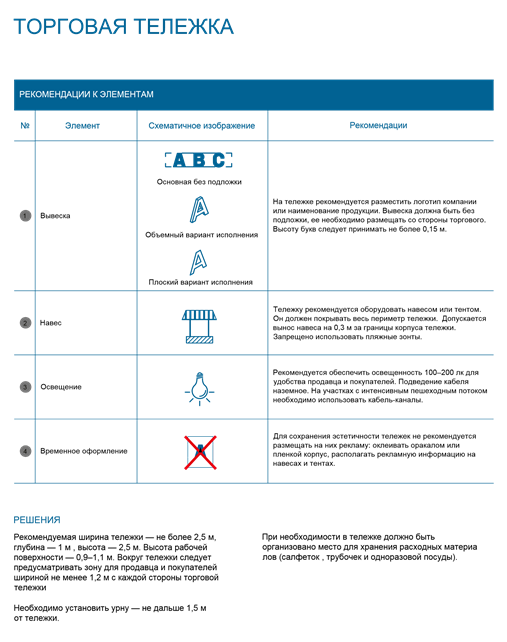 ТОРГОВАЯ ТЕЛЕЖКА
РЕКОМЕНДАЦИИ К ЭЛЕМЕНТАМ
№ Элемент Схематичное изображение Рекомендации
1 Вывеска
ABC
Основная без подложки
A
Объемный вариант исполнения
A
Плоский вариант исполнения
На тележке рекомендуется разместить логотип компании
или наименование продукции. Вывеска должна быть без
подложки, ее необходимо размещать со стороны торгового.
Высоту букв следует принимать не более 0,15 м.
2 Навес
Тележку рекомендуется оборудовать навесом или тентом.
Он должен покрывать весь периметр тележки. Допускается
вынос навеса на 0,3 м за границы корпуса тележки.
Запрещено использовать пляжные зонты.
3 Освещение
Рекомендуется обеспечить освещенность 100–200 лк для
удобства продавца и покупателей. Подведение кабеля
наземное. На участках с интенсивным пешеходным потоком
необходимо использовать кабель-каналы.
4 Временное оформление
A
Для сохранения эстетичности тележек не рекомендуется
размещать на них рекламу: оклеивать оракалом или
пленкой корпус, располагать рекламную информацию на
навесах и тентах.
РЕШЕНИЯ
Рекомендуемая ширина тележки — не более 2,5 м,
глубина — 1 м , высота — 2,5 м. Высота рабочей
поверхности — 0,9–1,1 м. Вокруг тележки следует
предусматривать зону для продавца и покупателей
шириной не менее 1,2 м с каждой стороны торговой
тележки
Необходимо установить урну — не дальше 1,5 м
от тележки.
При необходимости в тележке должно быть
организовано место для хранения расходных материа
лов (салфеток , трубочек и одноразовой посуды).